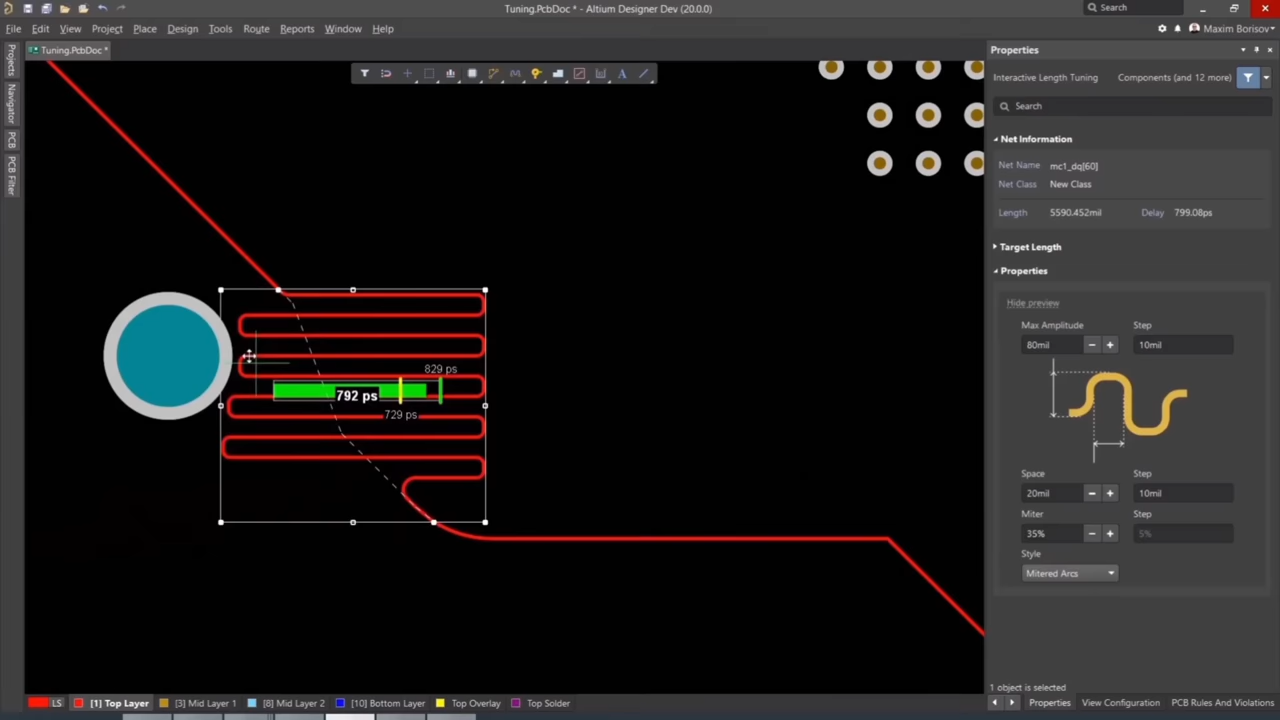 Tuning.PcbDoc * - Altium Designer Dev (20.0.0)
Search
File Edit View Project Place Design Tools Route Reports Window Help
Maxim Borisov
Tuning.PcbDoc *
Properties
Projects
Navigator
PCB
PCB Filter
Interactive Length Tuning Components (and 12 more)
Search
Net Information
Net Name mc1_dq[60]
Net Class New Class
Length 5590.452mil Delay 799.08ps
Target Length
Properties
Hide preview
Max Amplitude Step
80mil 10mil
829 ps
792 ps
729 ps
Space Step
20mil 10mil
Miter Step
35% 5%
Style
Mitered Arcs
1 object is selected
LS [1] Top Layer [3] Mid Layer 1 [8] Mid Layer 2 [10] Bottom Layer Top Overlay Top Solder
Properties View Configuration PCB Rules And Violations